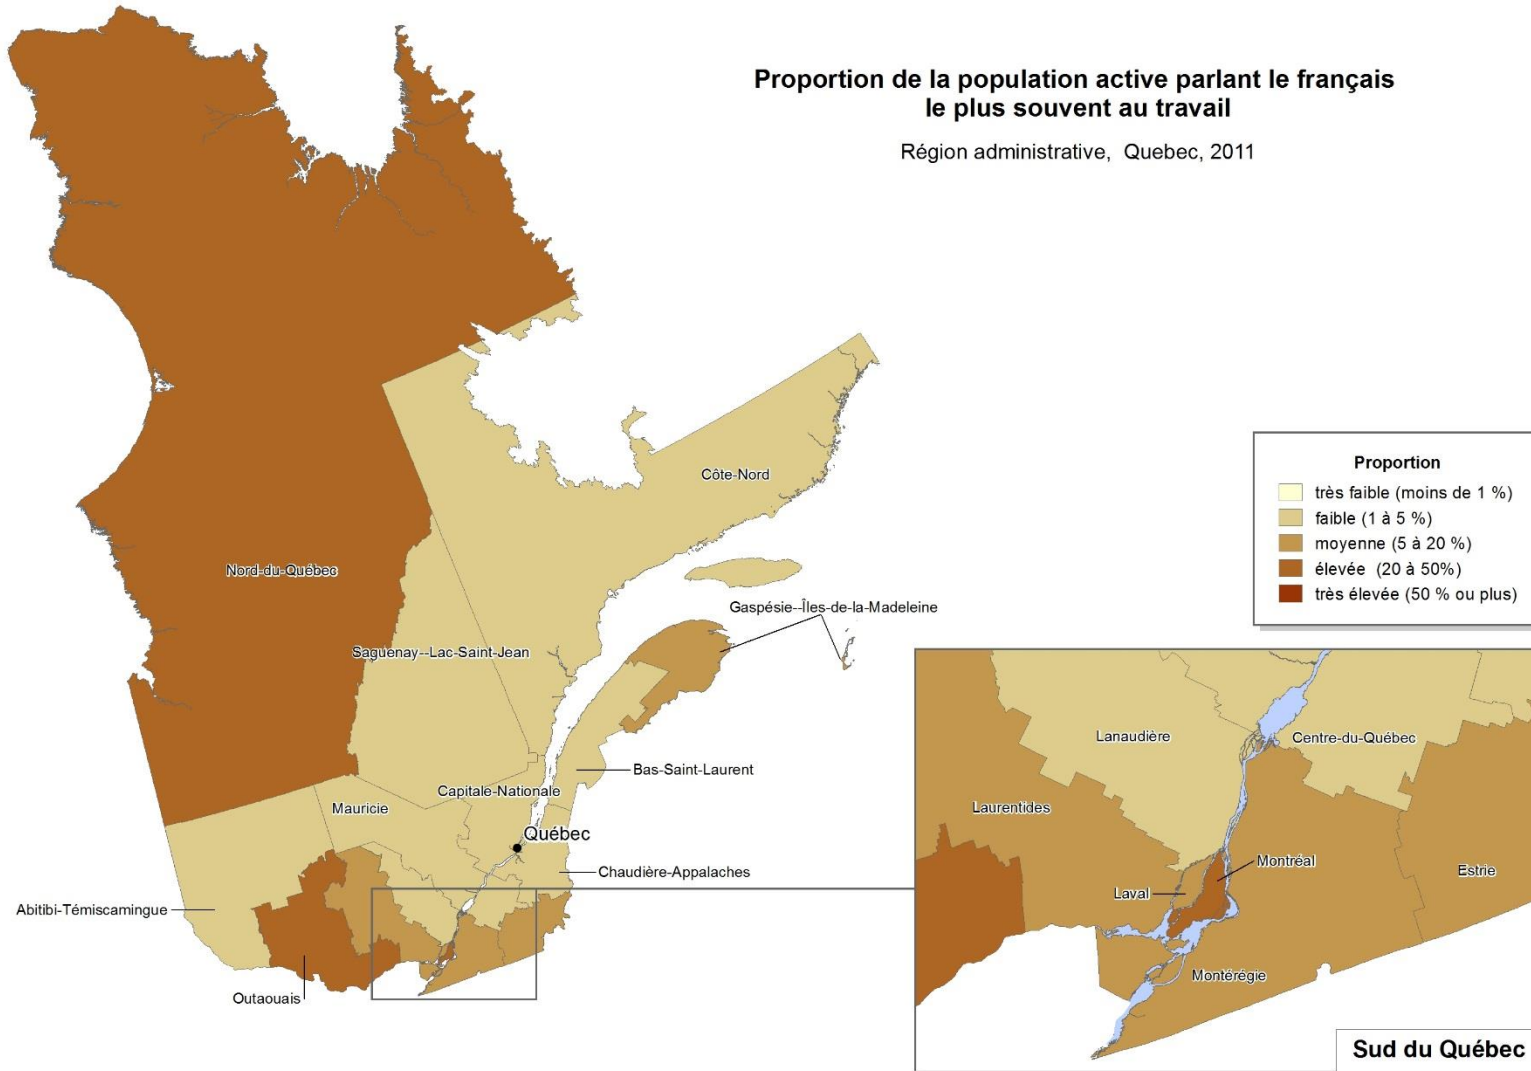 Proportion de la population active parlant le français
le plus souvent au travail
Région administrative, Quebec, 2011
Côte-Nord
Proportion
très faible (moins de 1 %)
faible (1 à 5 %)
moyenne (5 à 20 %)
élevée (20 à 50%)
très élevée (50 % ou plus)
Nord-du-Québec
Gaspésie--Îles-de-la-Madeleine
Saguenay--Lac-Saint-Jean
Bas-Saint-Laurent
Capitale-Nationale
Mauricie
Québec
Chaudière-Appalaches
Abitibi-Témiscamingue
Outaouais
Lanaudière
Centre-du-Québec
Laurentides
Montréal
Estrie
Laval
Montérégie
Sud du Québec